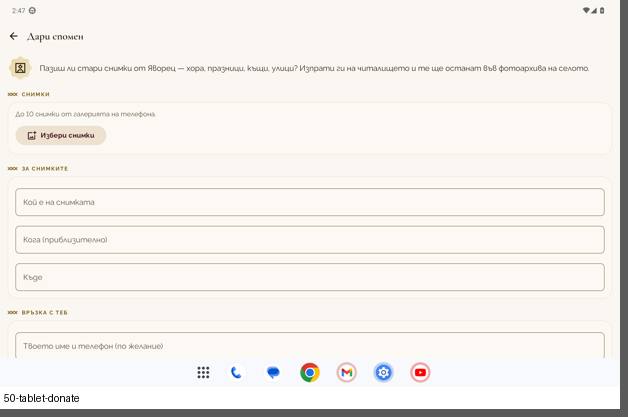 2:47
Дари спомен
Пазиш ли стари снимки от Яворец — хора, празници, къщи, улици? Изпрати ги на читалището и те ще останат във фотоархива на селото.
СНИМКИ
До 10 снимки от галерията на телефона.
Избери снимки
ЗА СНИМКИТЕ
Кой е на снимката
Кога (приблизително)
Къде
ВРЪЗКА С ТЕБ
Твоето име и телефон (по желание)
50-tablet-donate